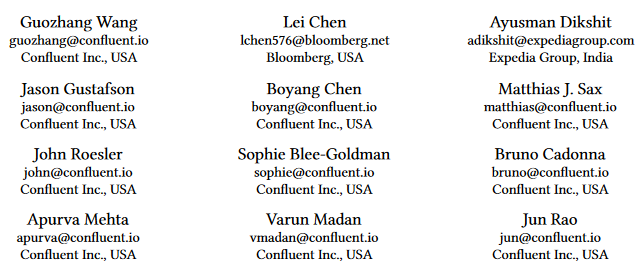 Guozhang Wang
guozhang@confluent.io
Confluent Inc., USA
Lei Chen
lchen576@bloomberg.net
Bloomberg, USA
Ayusman Dikshit
adikshit@expediagroup.com
Expedia Group, India
Jason Gustafson
jason@confluent.io
Confluent Inc., USA
Boyang Chen
boyang@confluent.io
Confluent Inc., USA
Matthias J. Sax
matthias@confluent.io
Confluent Inc., USA
John Roesler
john@confluent.io
Confluent Inc., USA
Sophie Blee-Goldman
sophie@confluent.io
Confluent Inc., USA
Bruno Cadonna
bruno@confluent.io
Confluent Inc., USA
Apurva Mehta
apurva@confluent.io
Confluent Inc., USA
Varun Madan
vmadan@confluent.io
Confluent Inc., USA
Jun Rao
jun@confluent.io
Confluent Inc., USA